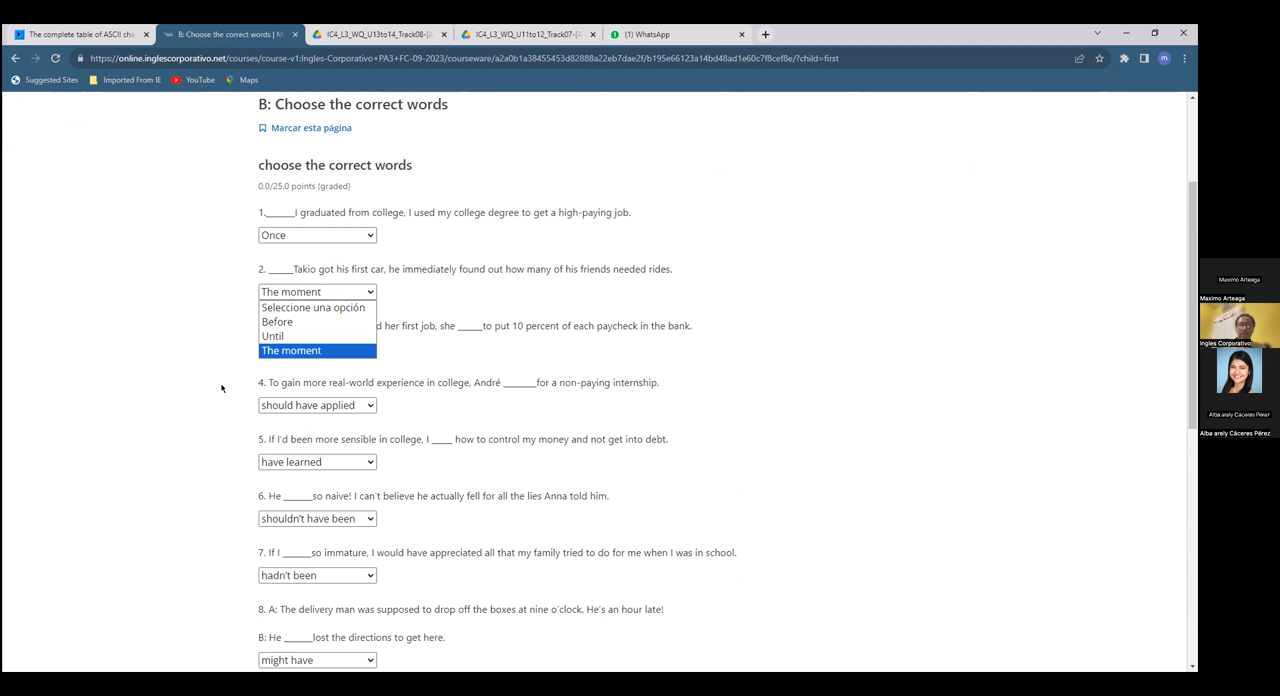 The complete table of ASCII cha
B: Choose the correct words | M
IC4_L3_WQ_U13to14_Track08-[A
IC4_L3_WQ_U11to12_Track07-[A
(1) WhatsApp
https://online.inglescorporativo.net/courses/course-v1:Ingles-Corporativo+PA3+FC-09-2023/courseware/a2a0b1a38455453d82888a22eb7dae2f/b195e66123a14bd48ad1e60c7f8cef8e/?child=first
m
Suggested Sites
Imported From IE
YouTube
Maps
B: Choose the correct words
Marcar esta página
choose the correct words
0.0/25.0 points (graded)
1.______I graduated from college, I used my college degree to get a high-paying job.
Once
2. _____Takio got his first car, he immediately found out how many of his friends needed rides.
The moment
Seleccione una opción
Before
Until
The moment
d her first job, she _____to put 10 percent of each paycheck in the bank.
4. To gain more real-world experience in college, André _______for a non-paying internship.
should have applied
5. If I'd been more sensible in college, I ____ how to control my money and not get into debt.
have learned
6. He ______so naive! I can't believe he actually fell for all the lies Anna told him.
shouldn't have been
7. If I ______so immature, I would have appreciated all that my family tried to do for me when I was in school.
hadn't been
8. A: The delivery man was supposed to drop off the boxes at nine o'clock. He's an hour late!
B: He ______lost the directions to get here.
might have
Maximo Arteaga
Maximo Arteaga
Ingles Corporativo
Alba arely Cáceres Pérez
Alba arely Cáceres Pérez